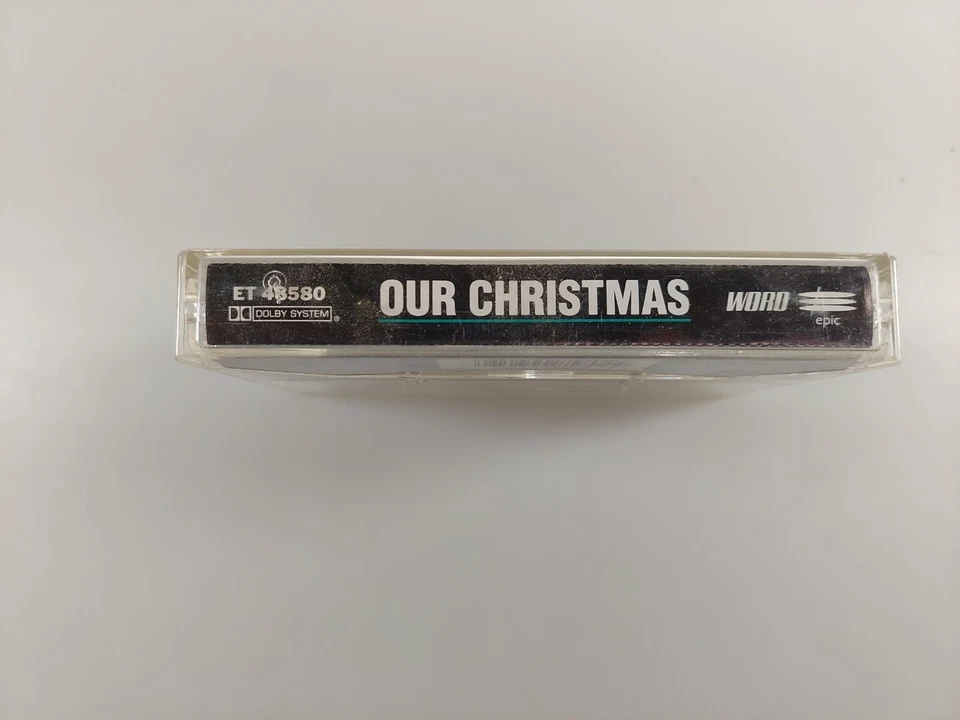 ET 48580
DOLBY SYSTEM ®
OUR CHRISTMAS
WORD
epic